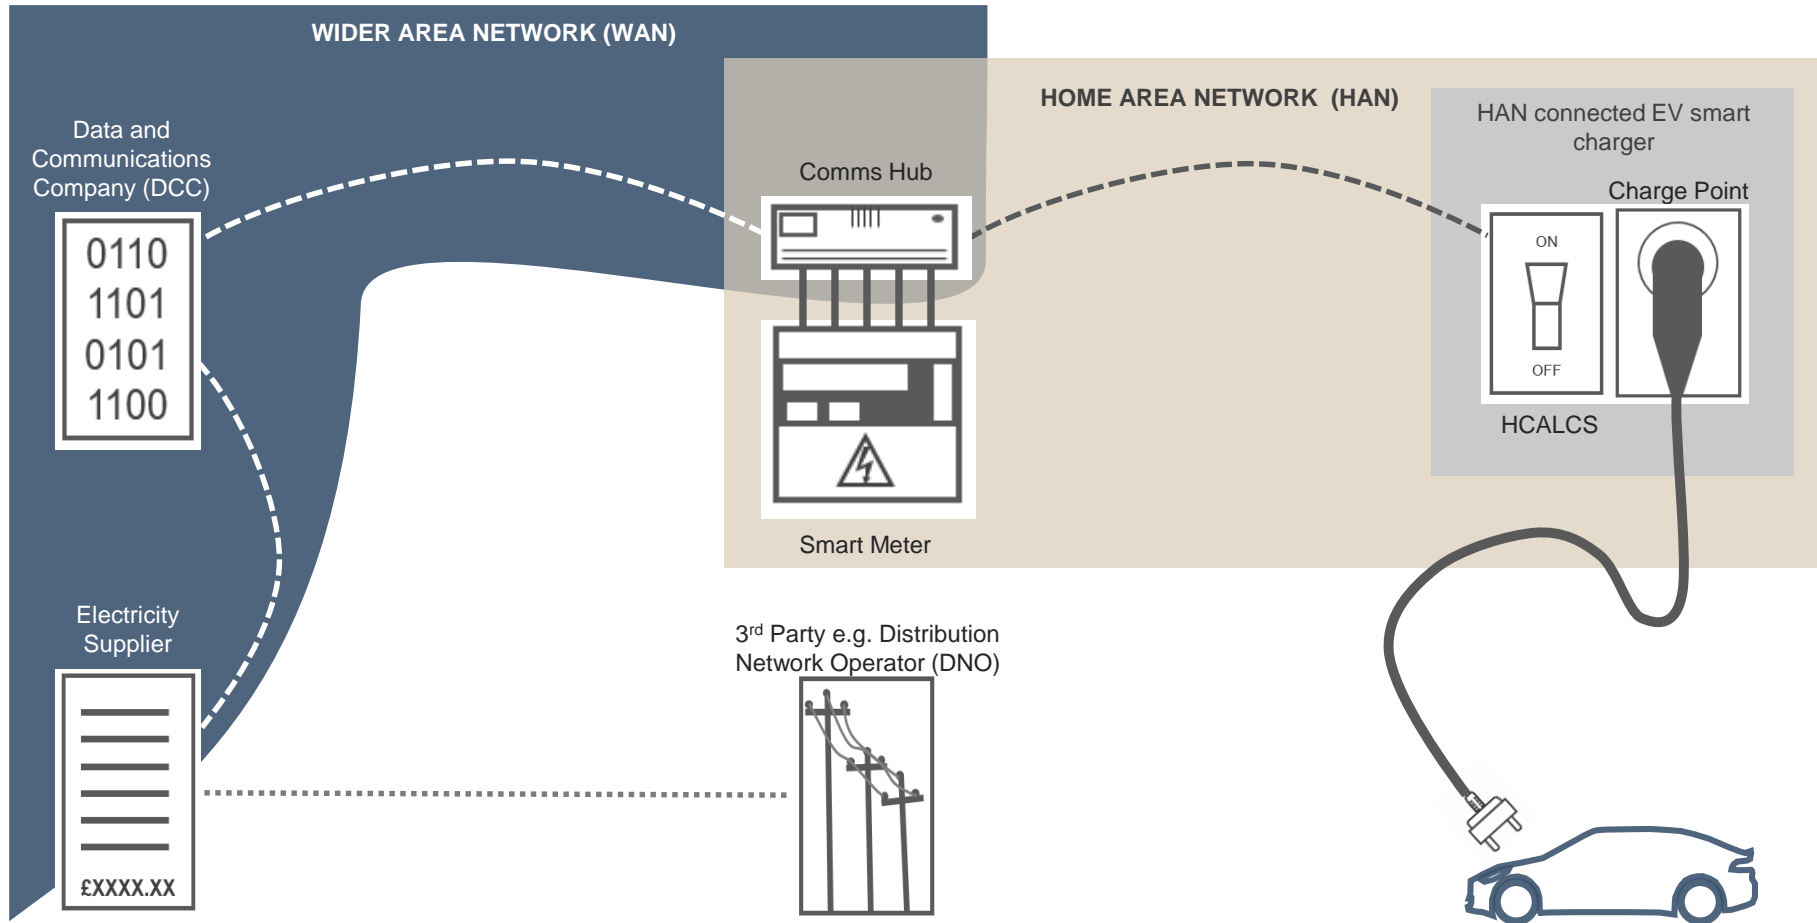 WIDER AREA NETWORK (WAN)
HOME AREA NETWORK (HAN)
HAN connected EV smart
charger
Data and
Communications
Company (DCC)
0110
1101
0101
1100
Comms Hub
Charge Point
ON
OFF
HCALCS
Smart Meter
Electricity
Supplier
£XXXX.XX
3rd Party e.g. Distribution
Network Operator (DNO)